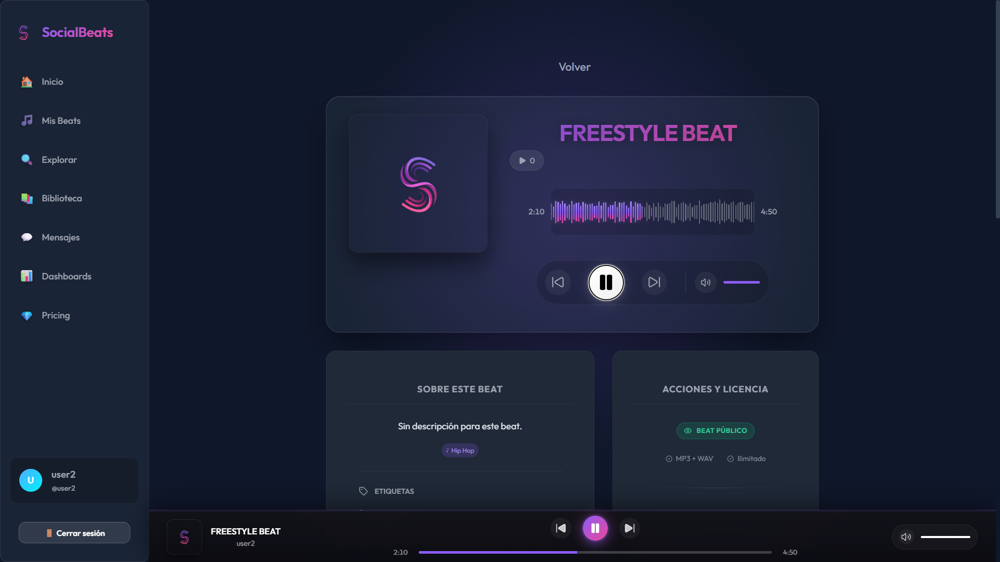 SocialBeats
Inicio
Mis Beats
Explorar
Biblioteca
Mensajes
Dashboards
Pricing
U
user2
@user2
Cerrar sesión
Volver
FREESTYLE BEAT
0
2:10
4:50
SOBRE ESTE BEAT
Sin descripción para este beat.
♪ Hip Hop
ETIQUETAS
ACCIONES Y LICENCIA
BEAT PÚBLICO
MP3 + WAV
Ilimitado
FREESTYLE BEAT
user2
2:10
4:50